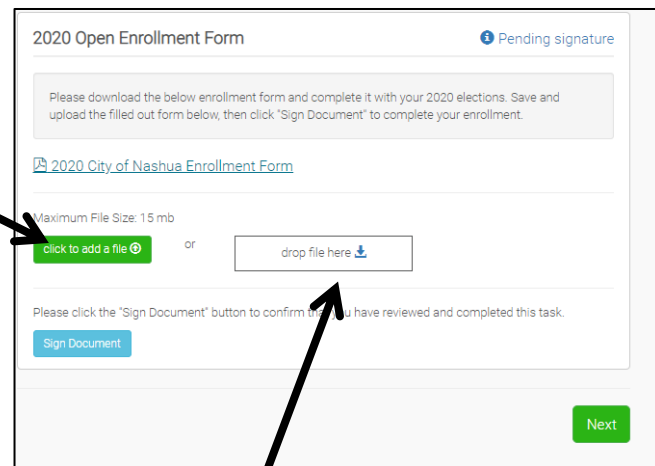 2020 Open Enrollment Form
Pending signature
Please download the below enrollment form and complete it with your 2020 elections. Save and
upload the filled out form below, then click "Sign Document" to complete your enrollment.
2020 City of Nashua Enrollment Form
Maximum File Size: 15 mb
click to add a file
or
drop file here
Please click the "Sign Document" button to confirm that you have reviewed and completed this task.
Sign Document
Next